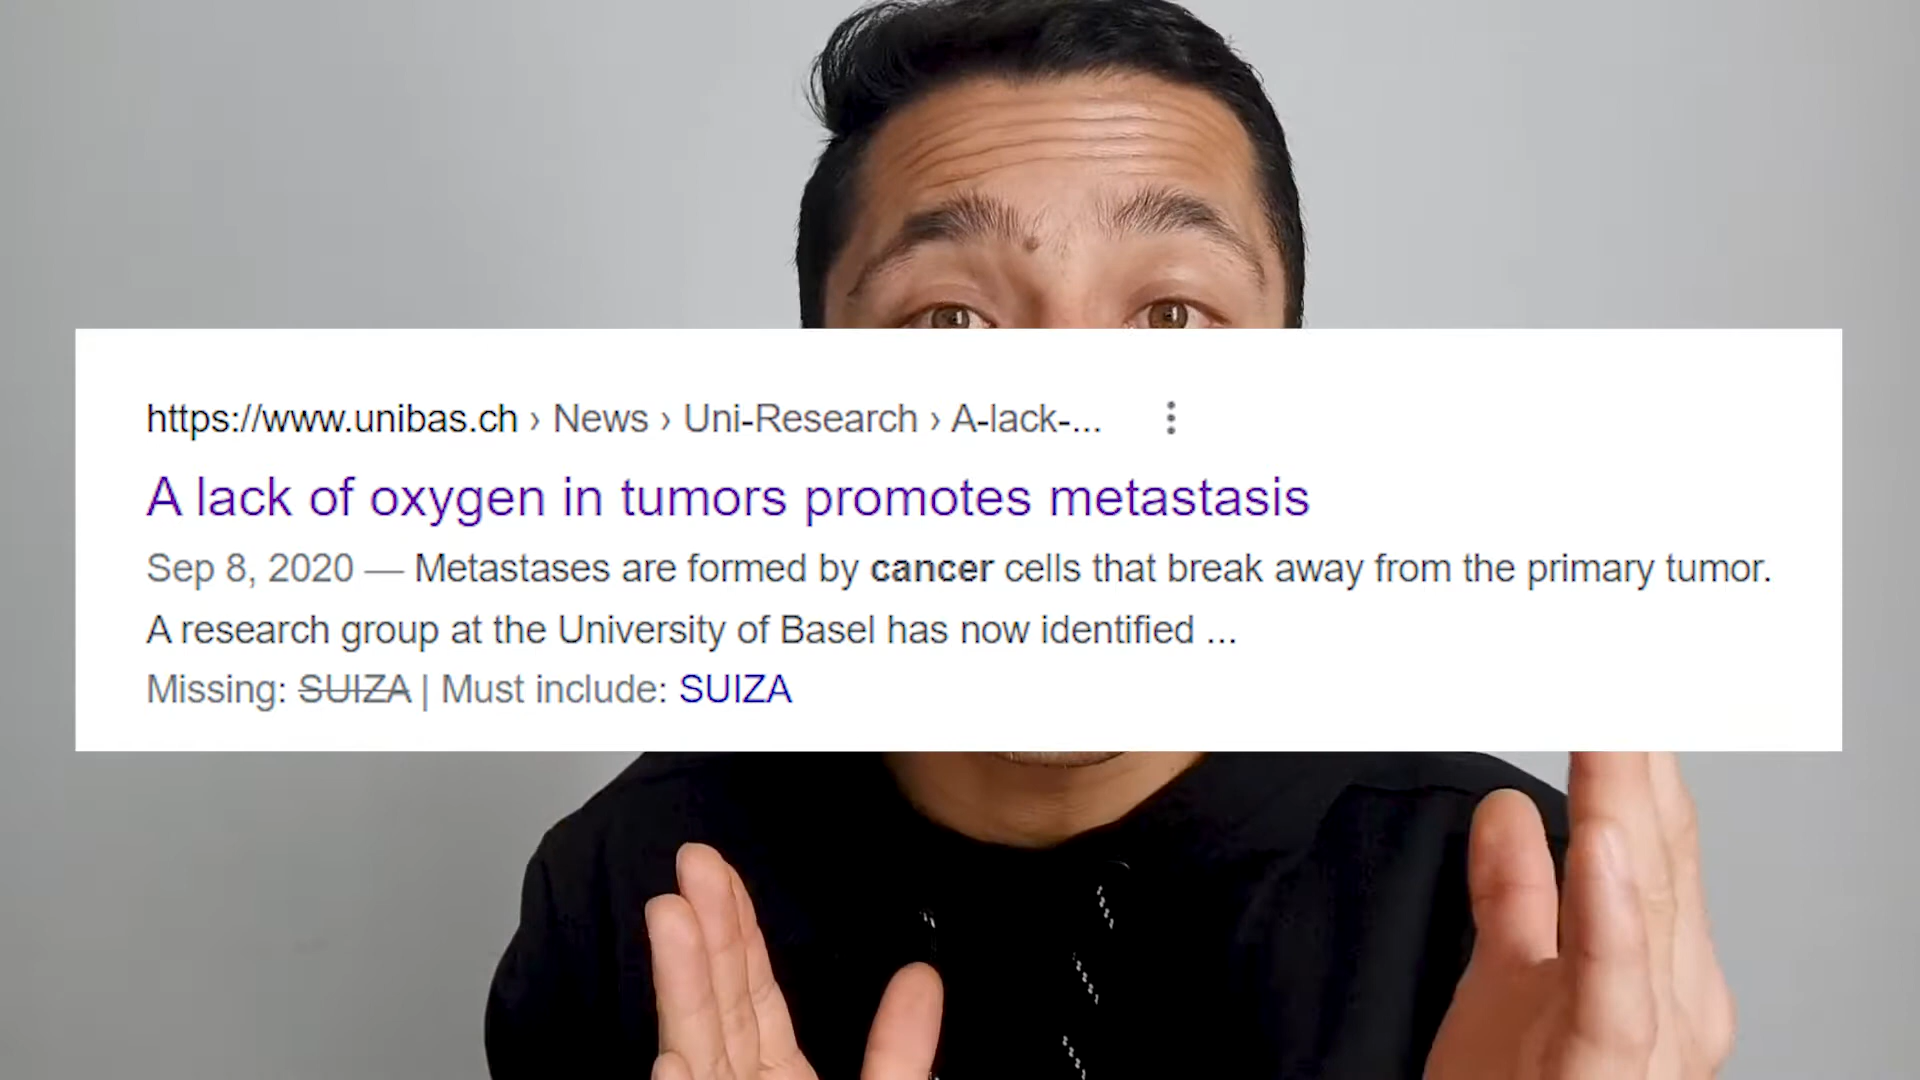 https://www.unibas.ch › News › Uni-Research › A-lack-...
A lack of oxygen in tumors promotes metastasis
Sep 8, 2020 — Metastases are formed by cancer cells that break away from the primary tumor.
A research group at the University of Basel has now identified ...
Missing: SUIZA | Must include: SUIZA